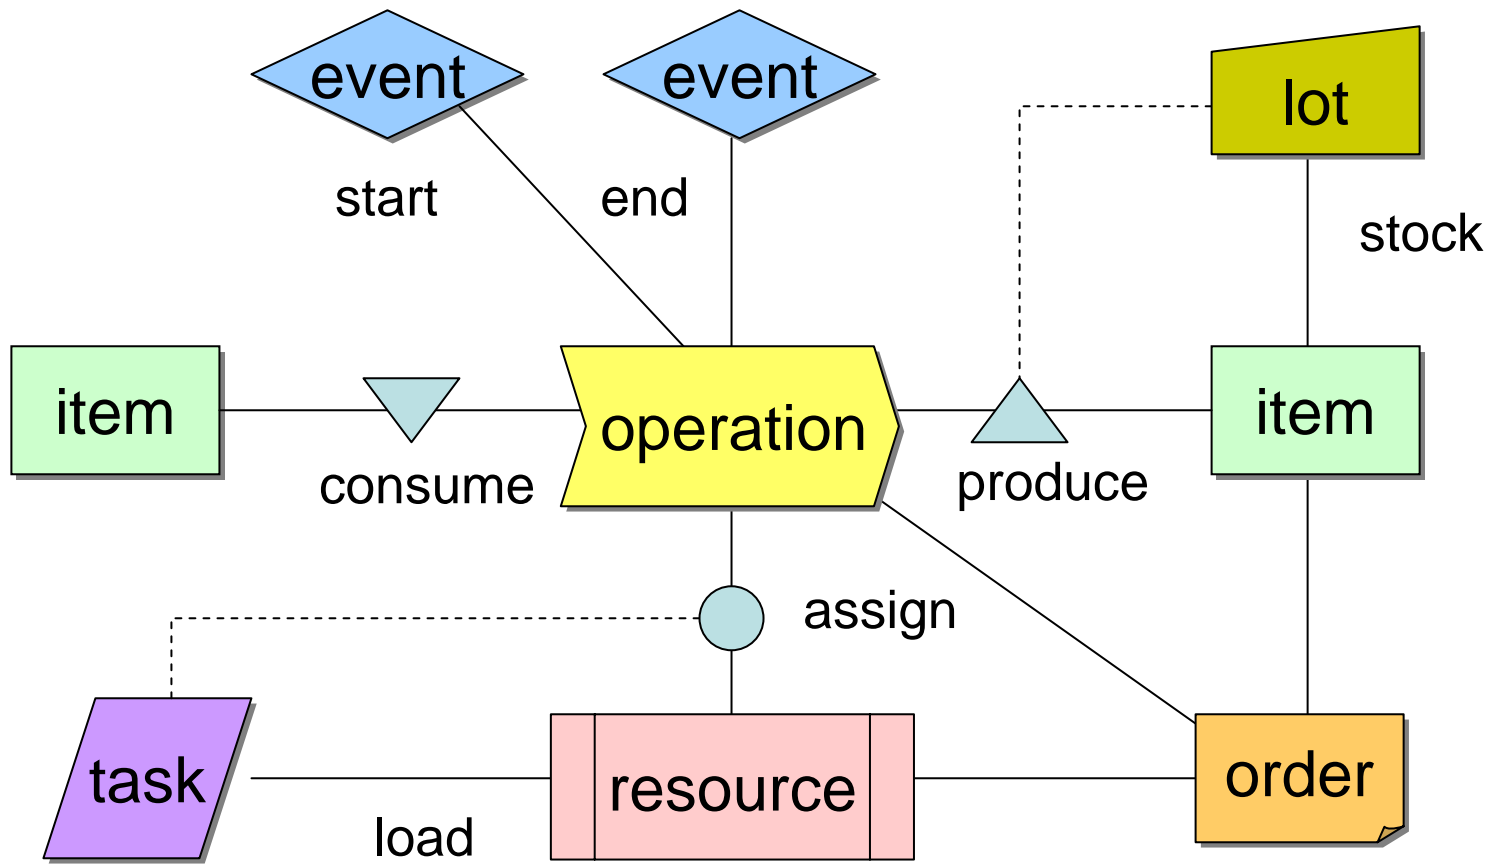 event
event
lot
start
end
stock
item
operation
item
consume
produce
assign
task
resource
order
load